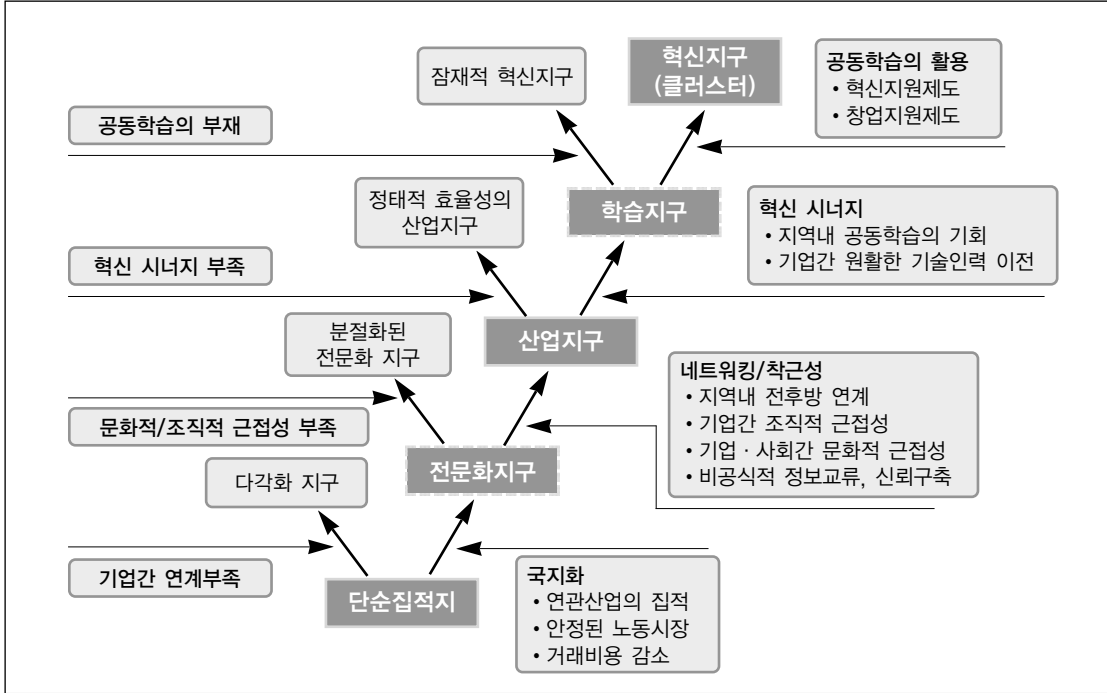 잠재적 혁신지구
혁신지구
(클러스터)
공동학습의 활용
• 혁신지원제도
• 창업지원제도
공동학습의 부재
정태적 효율성의
산업지구
학습지구
혁신 시너지
• 지역내 공동학습의 기회
• 기업간 원활한 기술인력 이전
혁신 시너지 부족
분절화된
전문화 지구
산업지구
네트워킹/착근성
• 지역내 전후방 연계
• 기업간 조직적 근접성
• 기업 · 사회간 문화적 근접성
• 비공식적 정보교류, 신뢰구축
문화적/조직적 근접성 부족
다각화 지구
전문화지구
기업간 연계부족
단순집적지
국지화
• 연관산업의 집적
• 안정된 노동시장
• 거래비용 감소